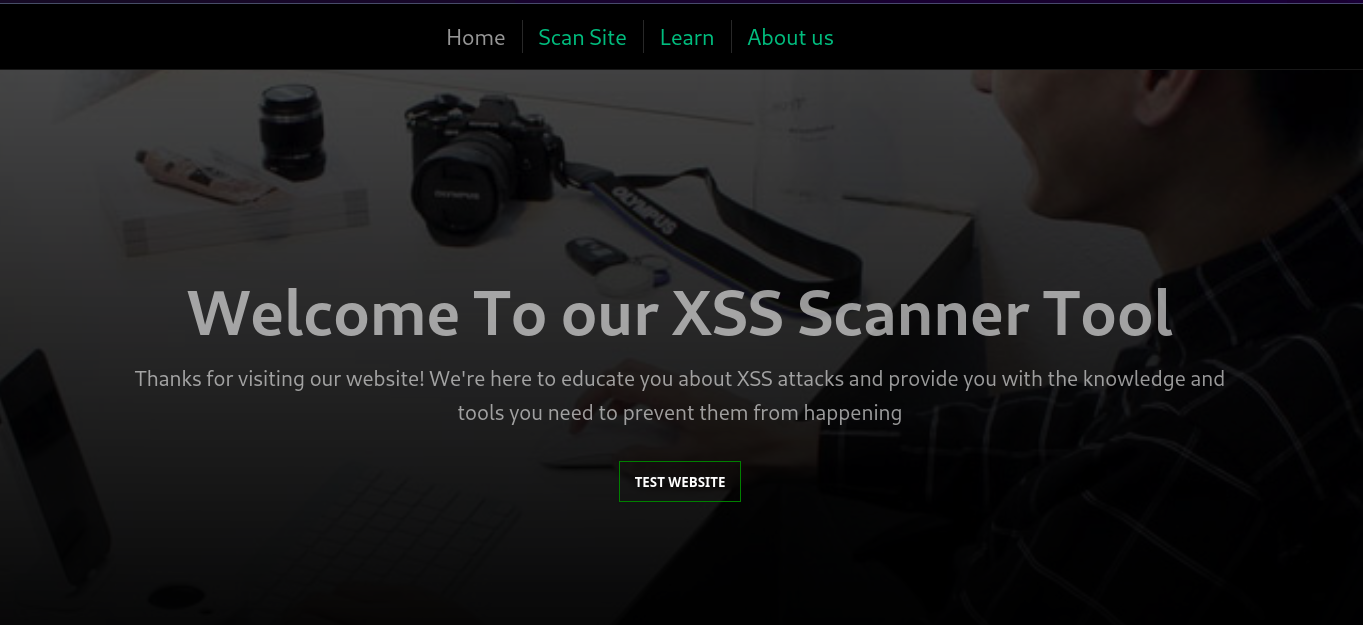 Home
Scan Site
Learn
About us
OLYMPUS
OLYMPUS
Welcome To our XSS Scanner Tool
Thanks for visiting our website! We're here to educate you about XSS attacks and provide you with the knowledge and
tools you need to prevent them from happening
TEST WEBSITE